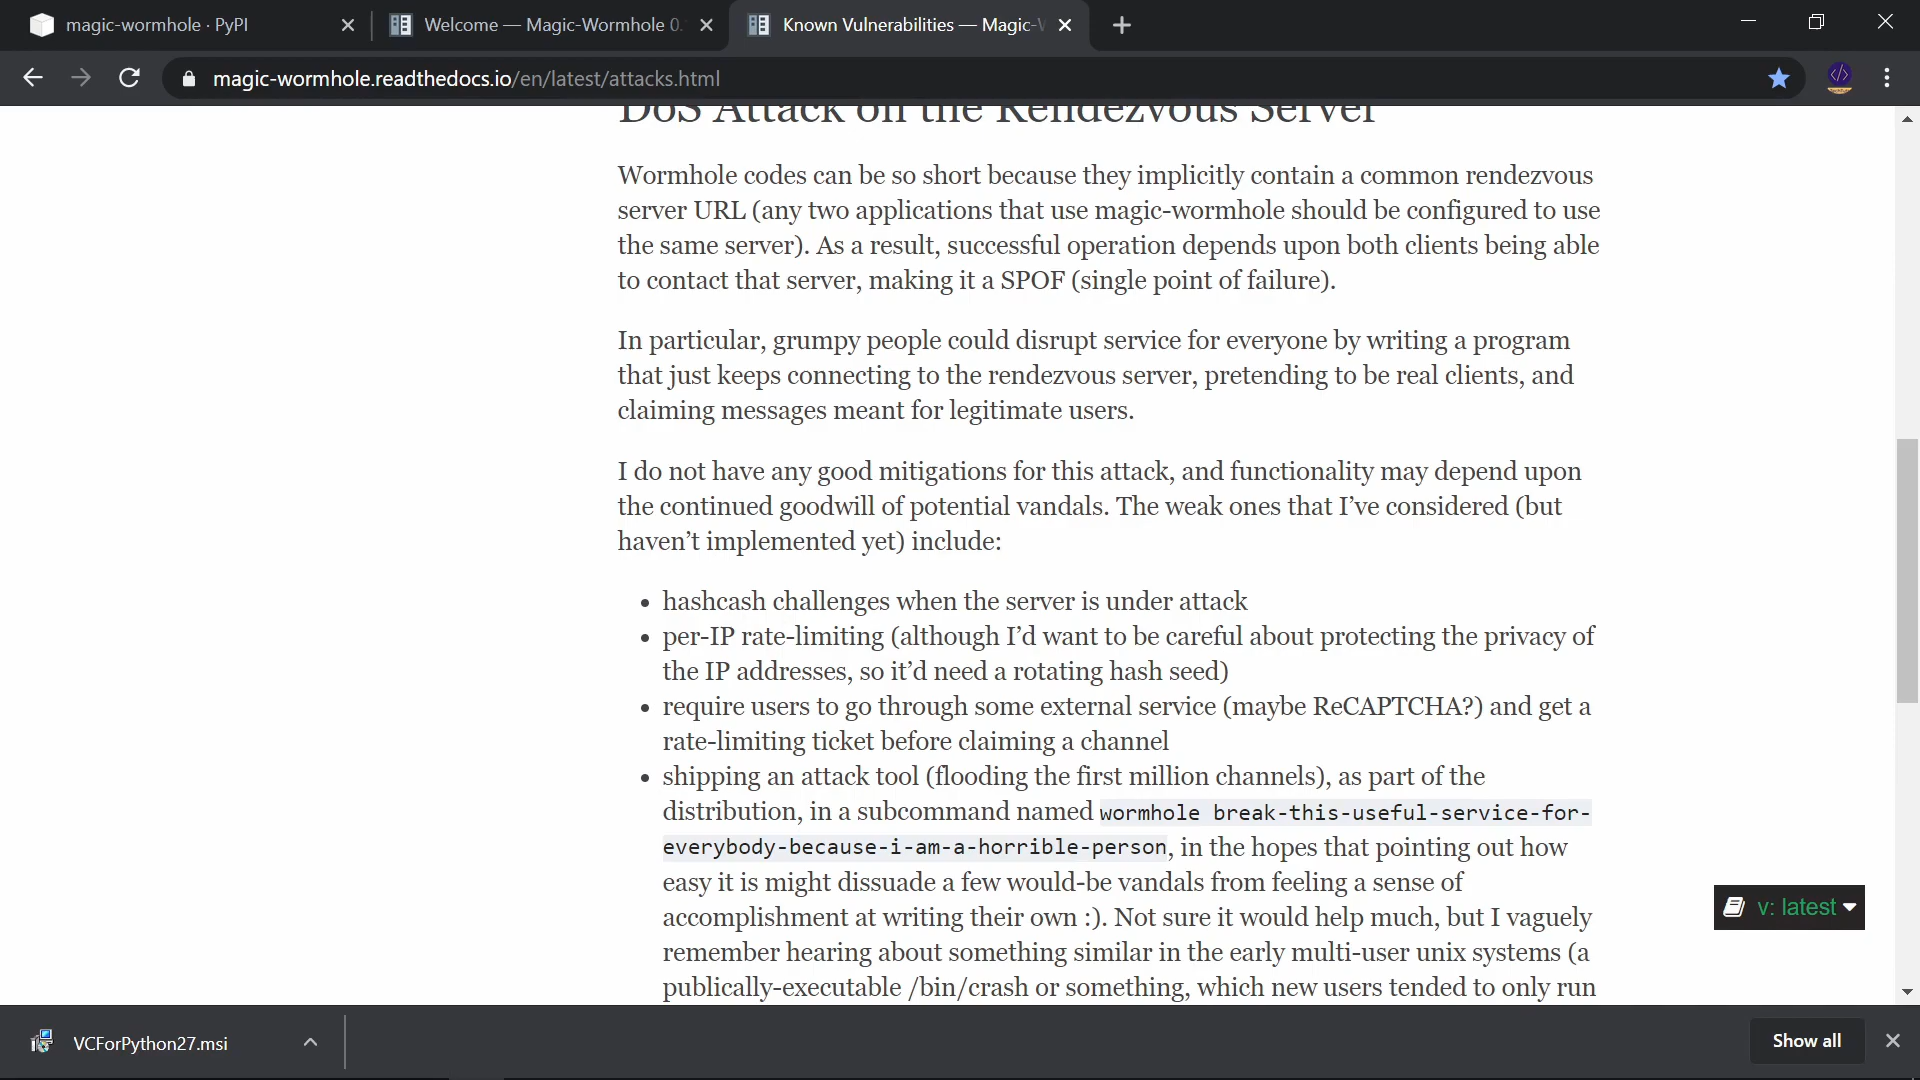 magic-wormhole · PyPI
Welcome — Magic-Wormhole 0.
Known Vulnerabilities — Magic-W
magic-wormhole.readthedocs.io/en/latest/attacks.html
DoS Attack on the Rendezvous Server
Wormhole codes can be so short because they implicitly contain a common rendezvous
server URL (any two applications that use magic-wormhole should be configured to use
the same server). As a result, successful operation depends upon both clients being able
to contact that server, making it a SPOF (single point of failure).
In particular, grumpy people could disrupt service for everyone by writing a program
that just keeps connecting to the rendezvous server, pretending to be real clients, and
claiming messages meant for legitimate users.
I do not have any good mitigations for this attack, and functionality may depend upon
the continued goodwill of potential vandals. The weak ones that I’ve considered (but
haven’t implemented yet) include:
• hashcash challenges when the server is under attack
• per-IP rate-limiting (although I’d want to be careful about protecting the privacy of
the IP addresses, so it’d need a rotating hash seed)
• require users to go through some external service (maybe ReCAPTCHA?) and get a
rate-limiting ticket before claiming a channel
• shipping an attack tool (flooding the first million channels), as part of the
distribution, in a subcommand named wormhole break-this-useful-service-for-
everybody-because-i-am-a-horrible-person, in the hopes that pointing out how
easy it is might dissuade a few would-be vandals from feeling a sense of
accomplishment at writing their own :). Not sure it would help much, but I vaguely
remember hearing about something similar in the early multi-user unix systems (a
publically-executable /bin/crash or something, which new users tended to only run
v: latest
VCForPython27.msi
Show all